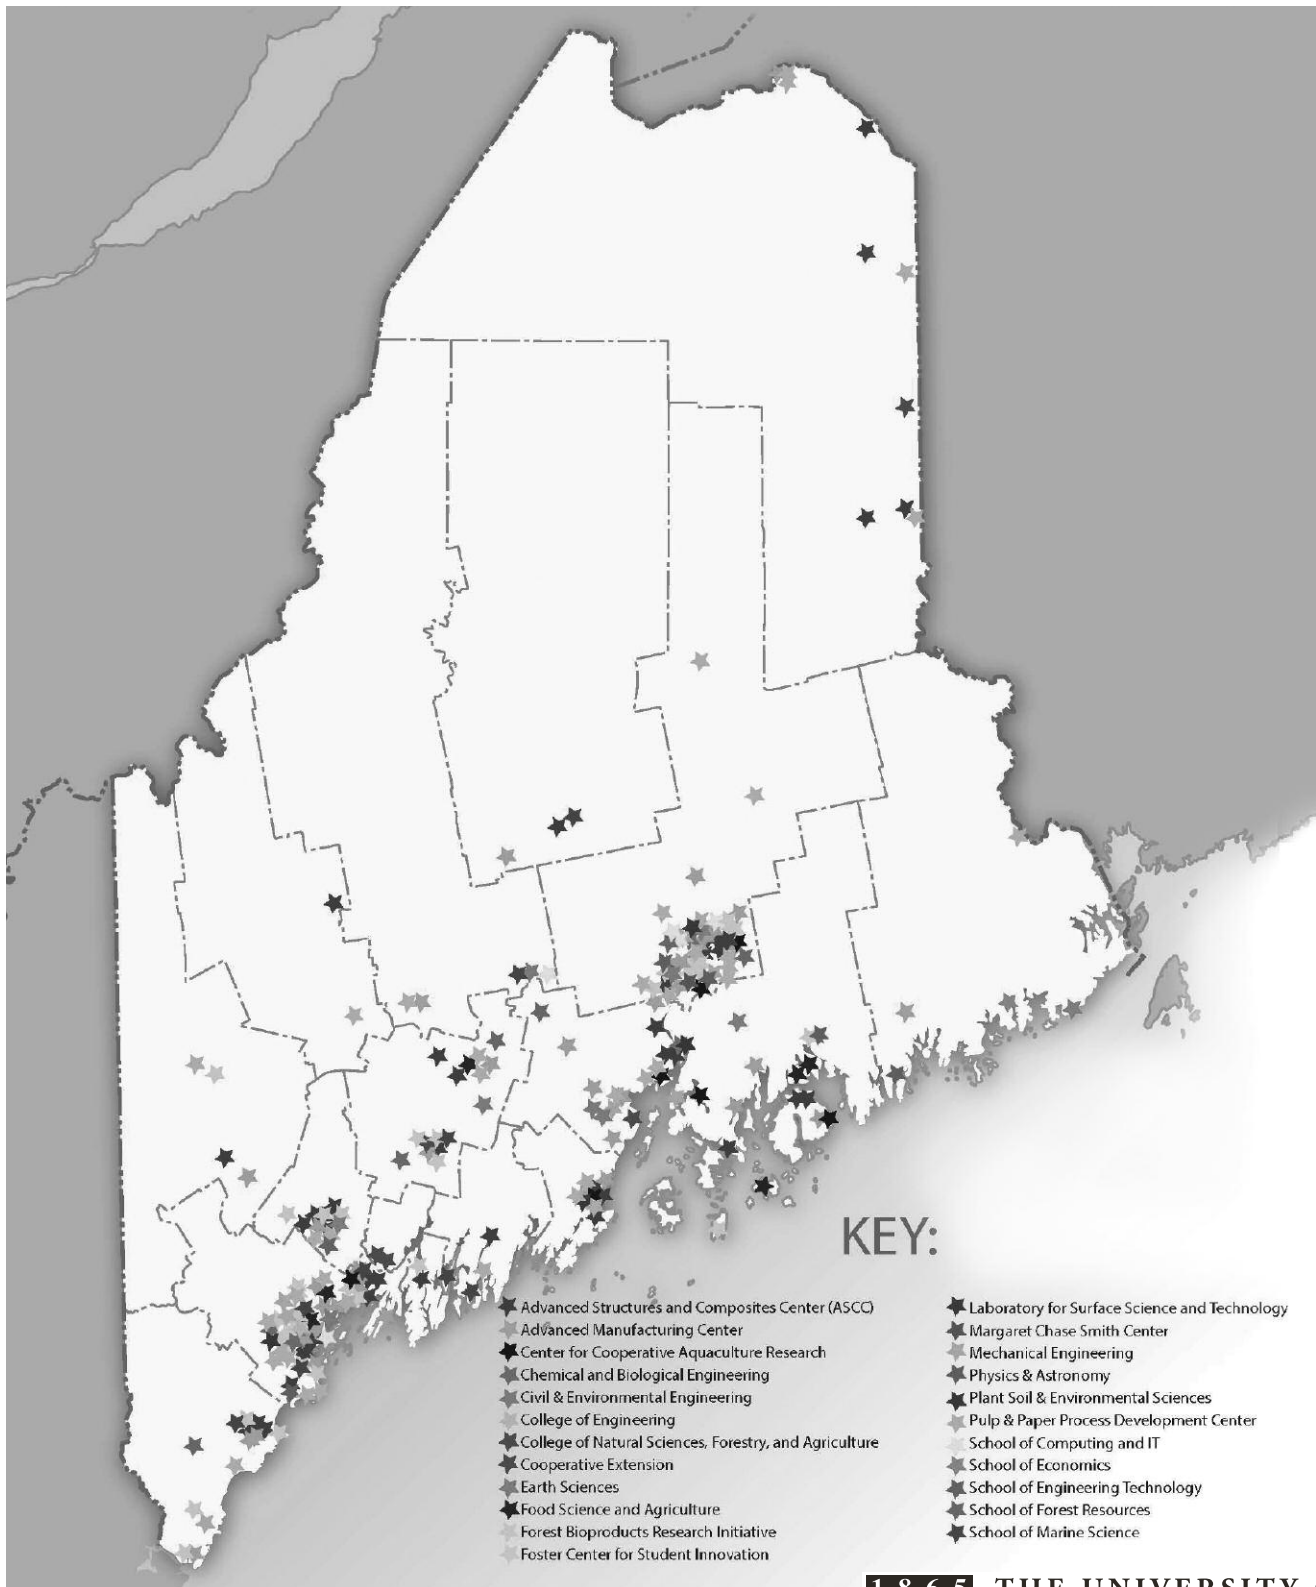 KEY:
Advanced Structures and Composites Center (ASCC)
Advanced Manufacturing Center
Center for Cooperative Aquaculture Research
Chemical and Biological Engineering
Civil & Environmental Engineering
College of Engineering
College of Natural Sciences, Forestry, and Agriculture
Cooperative Extension
Earth Sciences
Food Science and Agriculture
Forest Bioproducts Research Initiative
Foster Center for Student Innovation
Laboratory for Surface Science and Technology
Margaret Chase Smith Center
Mechanical Engineering
Physics & Astronomy
Plant Soil & Environmental Sciences
Pulp & Paper Process Development Center
School of Computing and IT
School of Economics
School of Engineering Technology
School of Forest Resources
School of Marine Science
1865 THE UNIVERSITY